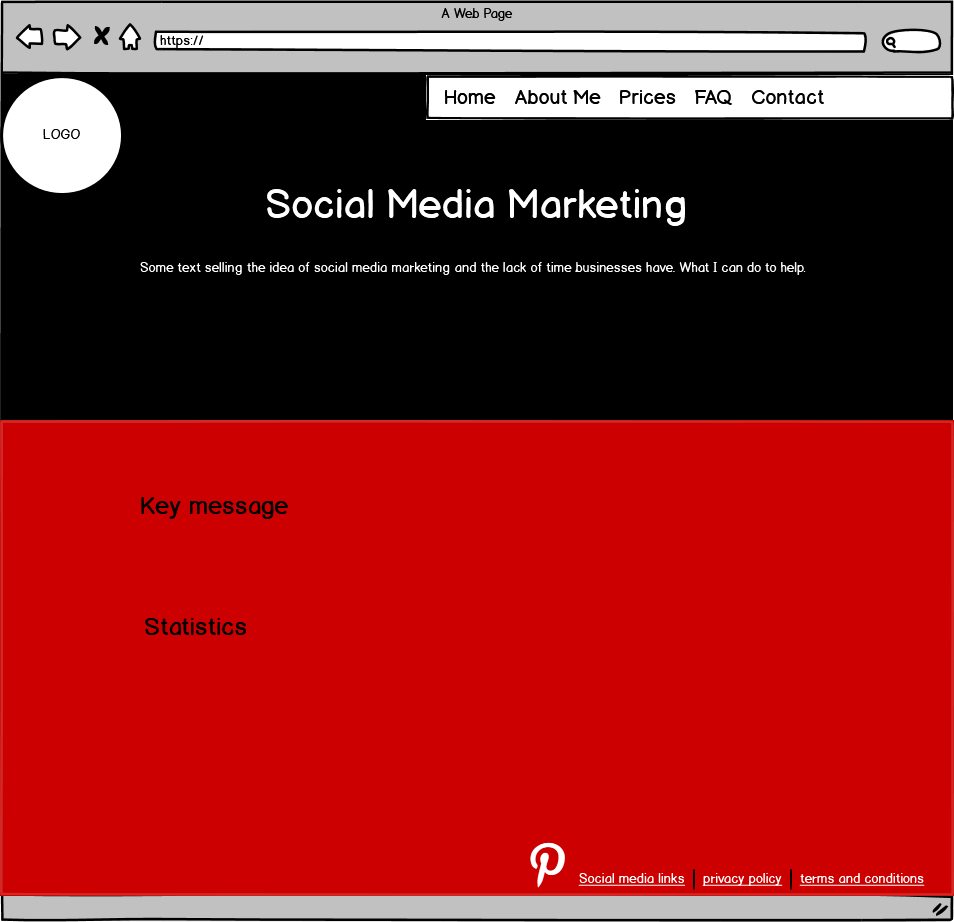 A Web Page
https://
Home About Me Prices FAQ Contact
LOGO
Social Media Marketing
Some text selling the idea of social media marketing and the lack of time businesses have. What I can do to help.
Key message
Statistics
Social media links privacy policy terms and conditions